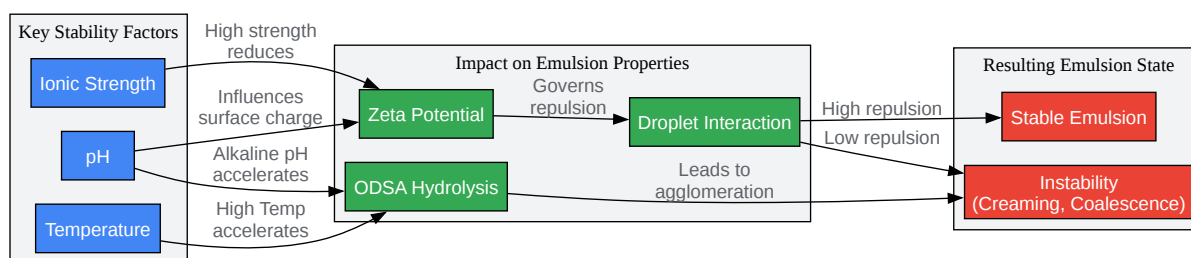 Key Stability Factors
Ionic Strength
pH
Temperature
High strength
reduces
Influences
surface charge
Alkaline pH
accelerates
High Temp
accelerates
Impact on Emulsion Properties
Zeta Potential
ODSA Hydrolysis
Governs
repulsion
Droplet Interaction
Leads to
agglomeration
High repulsion
Low repulsion
Resulting Emulsion State
Stable Emulsion
Instability
(Creaming, Coalescence)